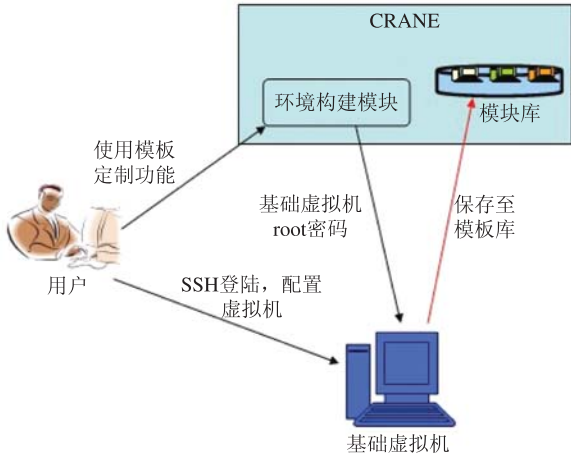 CRANE
环境构建模块
模块库
使用模板
定制功能
基础虚拟机
root密码
保存至
模板库
用户
SSH登陆，配置
虚拟机
基础虚拟机